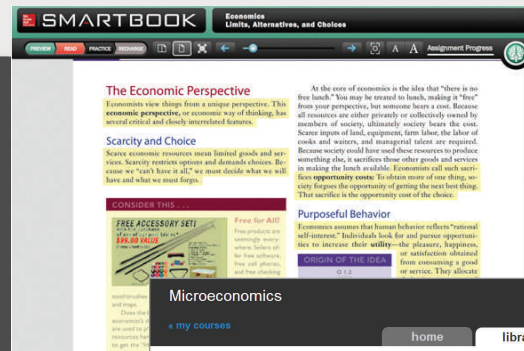 SMARTBOOK
Economics
Limits, Alternatives, and Choices
PREVIEW
READ
PRACTICE
RECHARGE
A A Assignment Progress
The Economic Perspective
Economists view things from a unique perspective. This
economic perspective, or economic way of thinking, has
several critical and closely interrelated features.
Scarcity and Choice
Scarce economic resources mean limited goods and ser-
vices. Scarcity restricts options and demands choices. Be-
cause we "can't have it all," we must decide what we will
have and what we must forgo.
CONSIDER THIS . . .
FREE ACCESSORY SET!
$99.00 VALUE
Free for All?
Free products are
seemingly every-
where. Sellers of-
fer free software,
free cell phones,
and free checking
toothbrushes
and maps.
Does the
At the core of economics is the idea that "there is no
free lunch." You may be treated to lunch, making it "free"
from your perspective, but someone bears a cost. Because
all resources are either privately or collectively owned by
members of society, ultimately society bears the cost.
Scarce inputs of land, equipment, farm labor, the labor of
cooks and waiters, and managerial talent are required.
Because society could have used these resources to produce
something else, it sacrifices those other goods and services
in making the lunch available. Economists call such sacri-
fices opportunity costs: To obtain more of one thing, so-
ciety forgoes the opportunity of getting the next best thing.
That sacrifice is the opportunity cost of the choice.
Purposeful Behavior
Economics assumes that human behavior reflects "rational
self-interest." Individuals look for and pursue opportuni-
ties to increase their utility—the pleasure, happiness,
or satisfaction obtained
from consuming a good
or service. They allocate
ORIGIN OF THE IDEA
O 1.2
Microeconomics
« my courses
home
libra